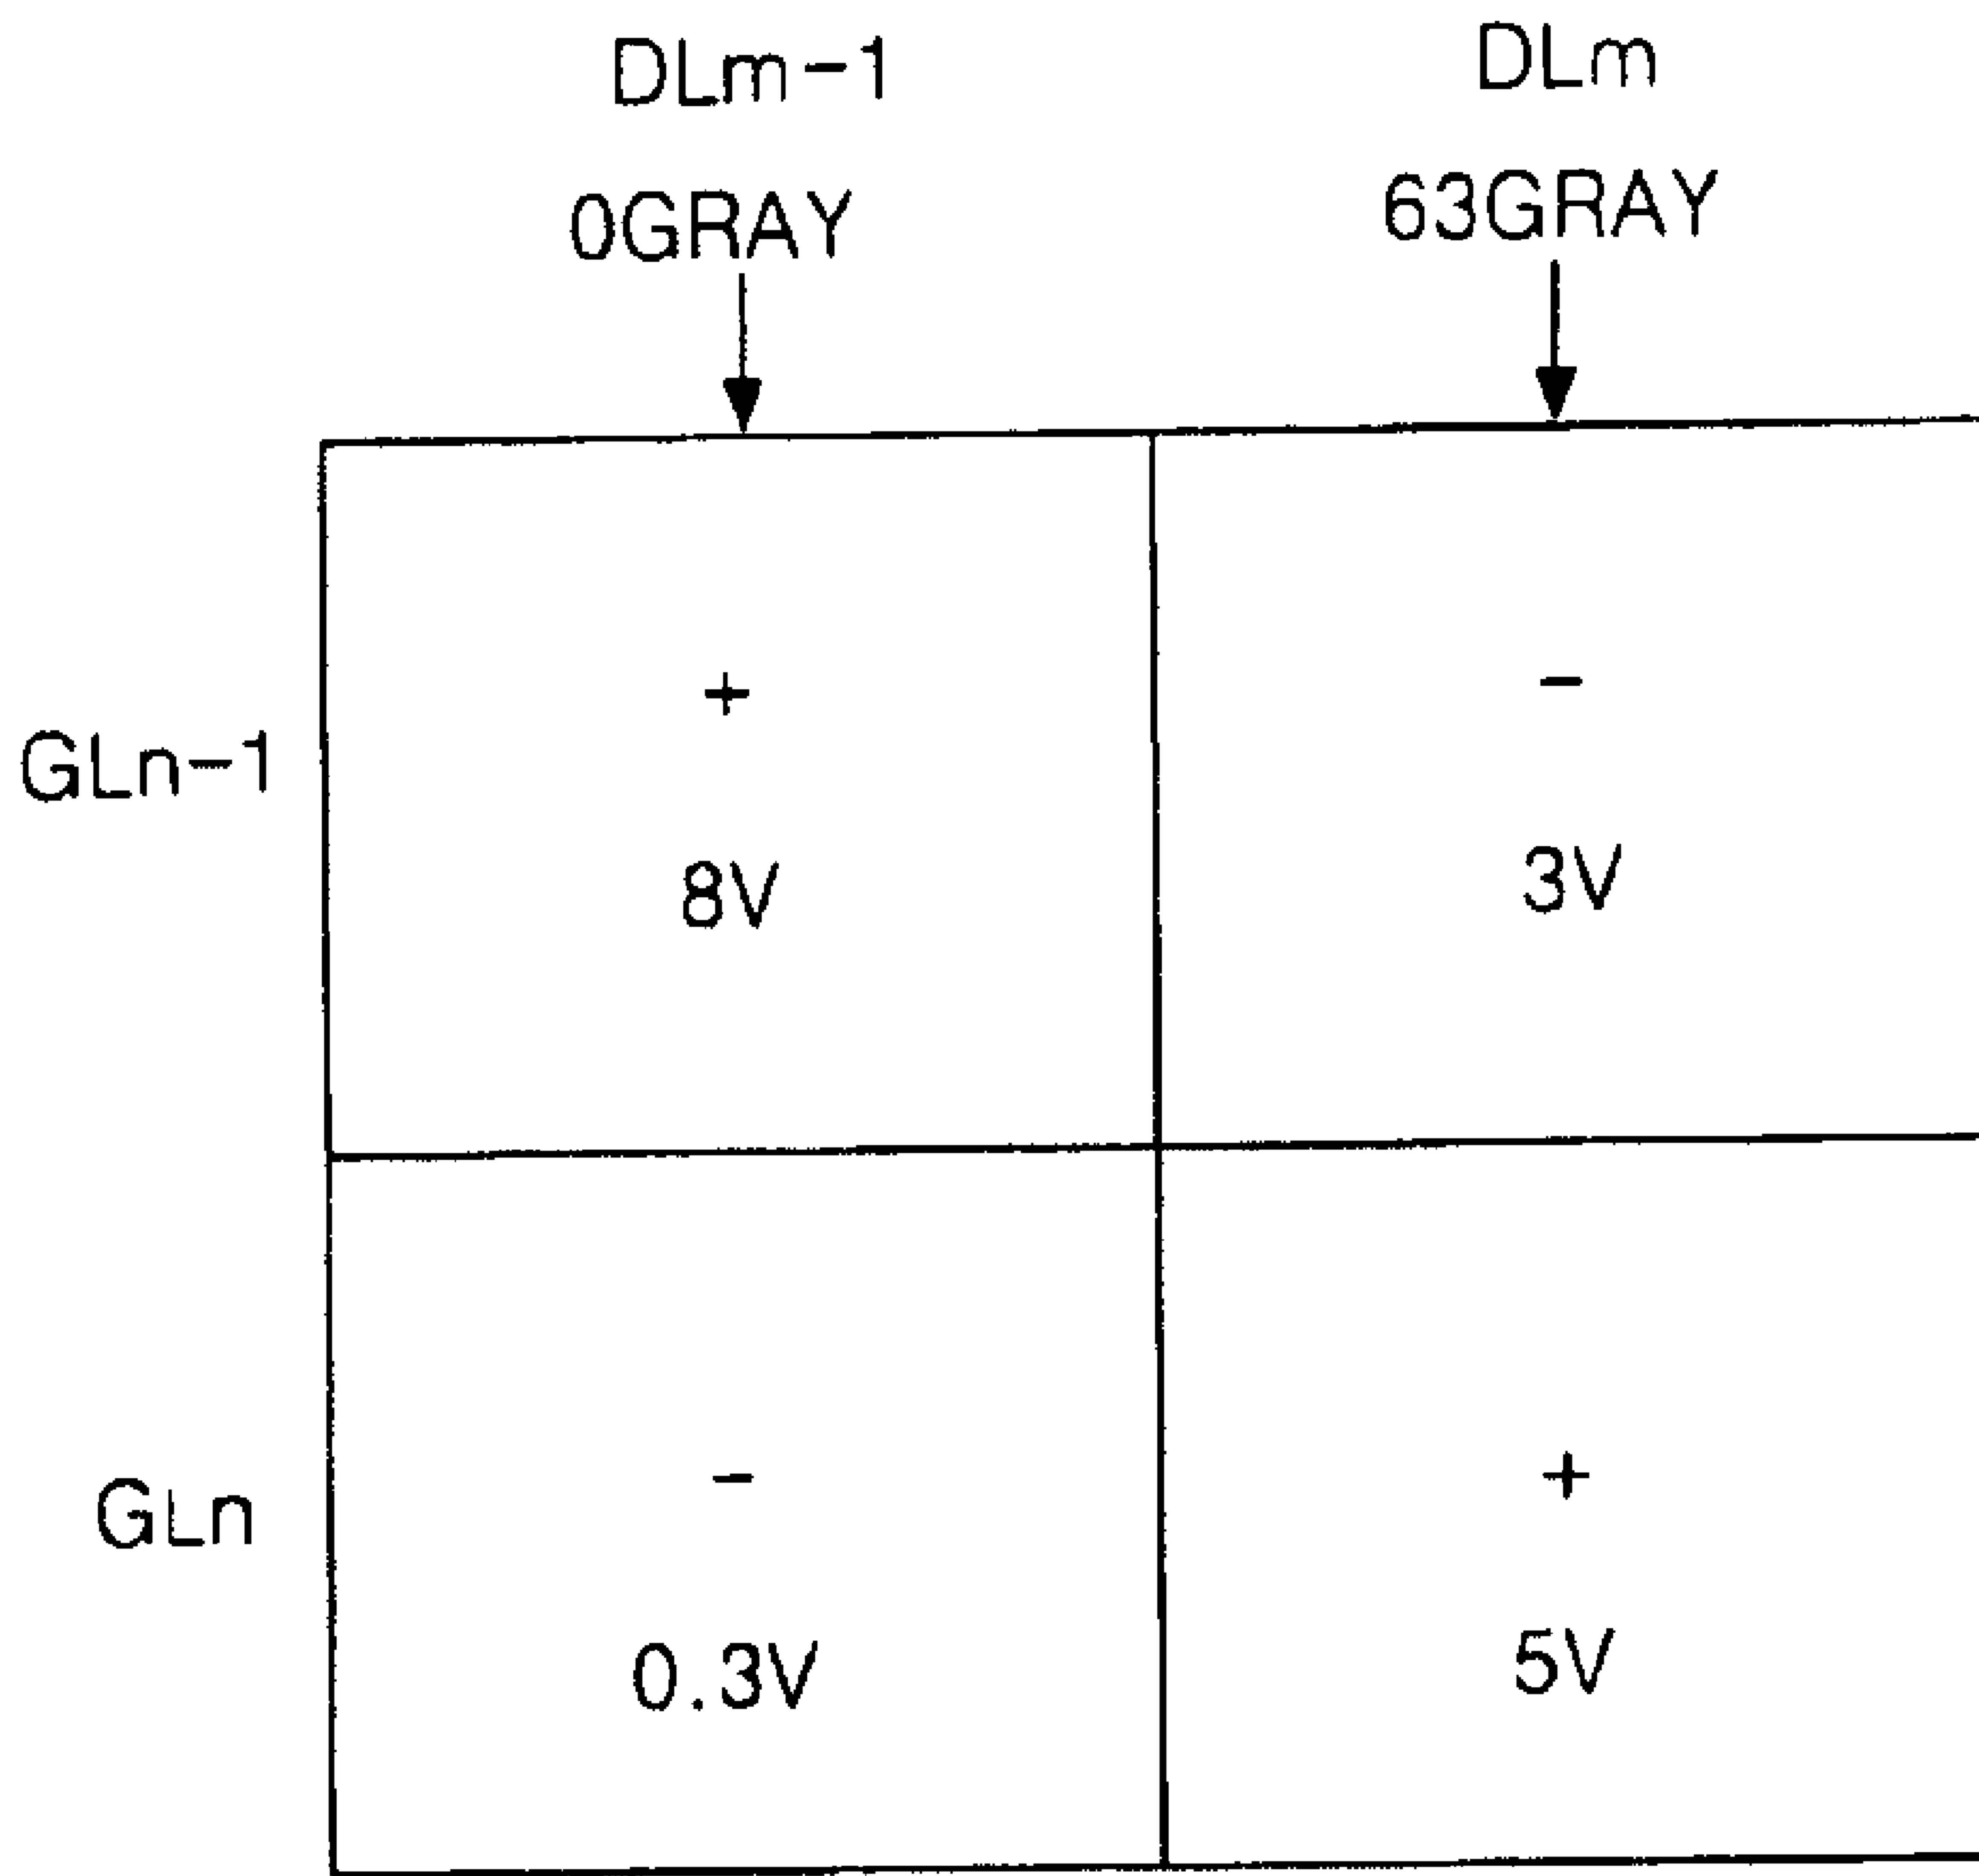 DLm-1 DLm
0GRAY 63GRAY
+ -
GLn-1
8V 3V
- +
GLn
0.3V 5V